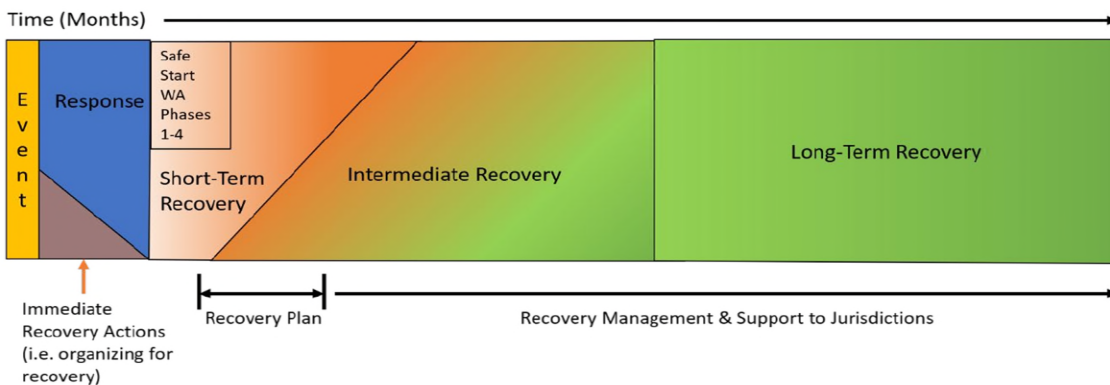 Time (Months)
Event
Response
Safe
Start
WA
Phases
1-4
Short-Term
Recovery
Intermediate Recovery
Long-Term Recovery
Immediate
Recovery Actions
(i.e. organizing for
recovery)
Recovery Plan
Recovery Management & Support to Jurisdictions